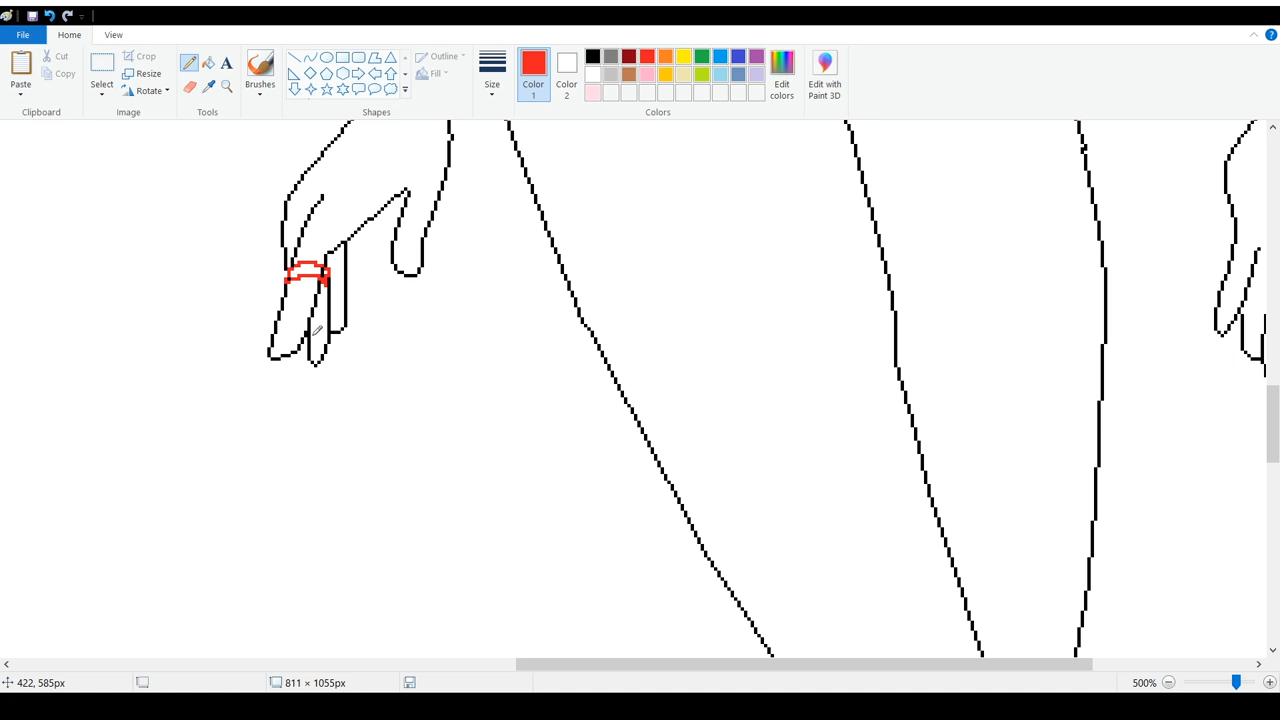 File Home View
Paste Cut Copy Clipboard
Select Crop Resize Rotate Image
Tools
Brushes
Shapes Outline Fill
Size
Color 1 Color 2 Edit colors Colors
Edit with Paint 3D
422, 585px 811 × 1055px 500%